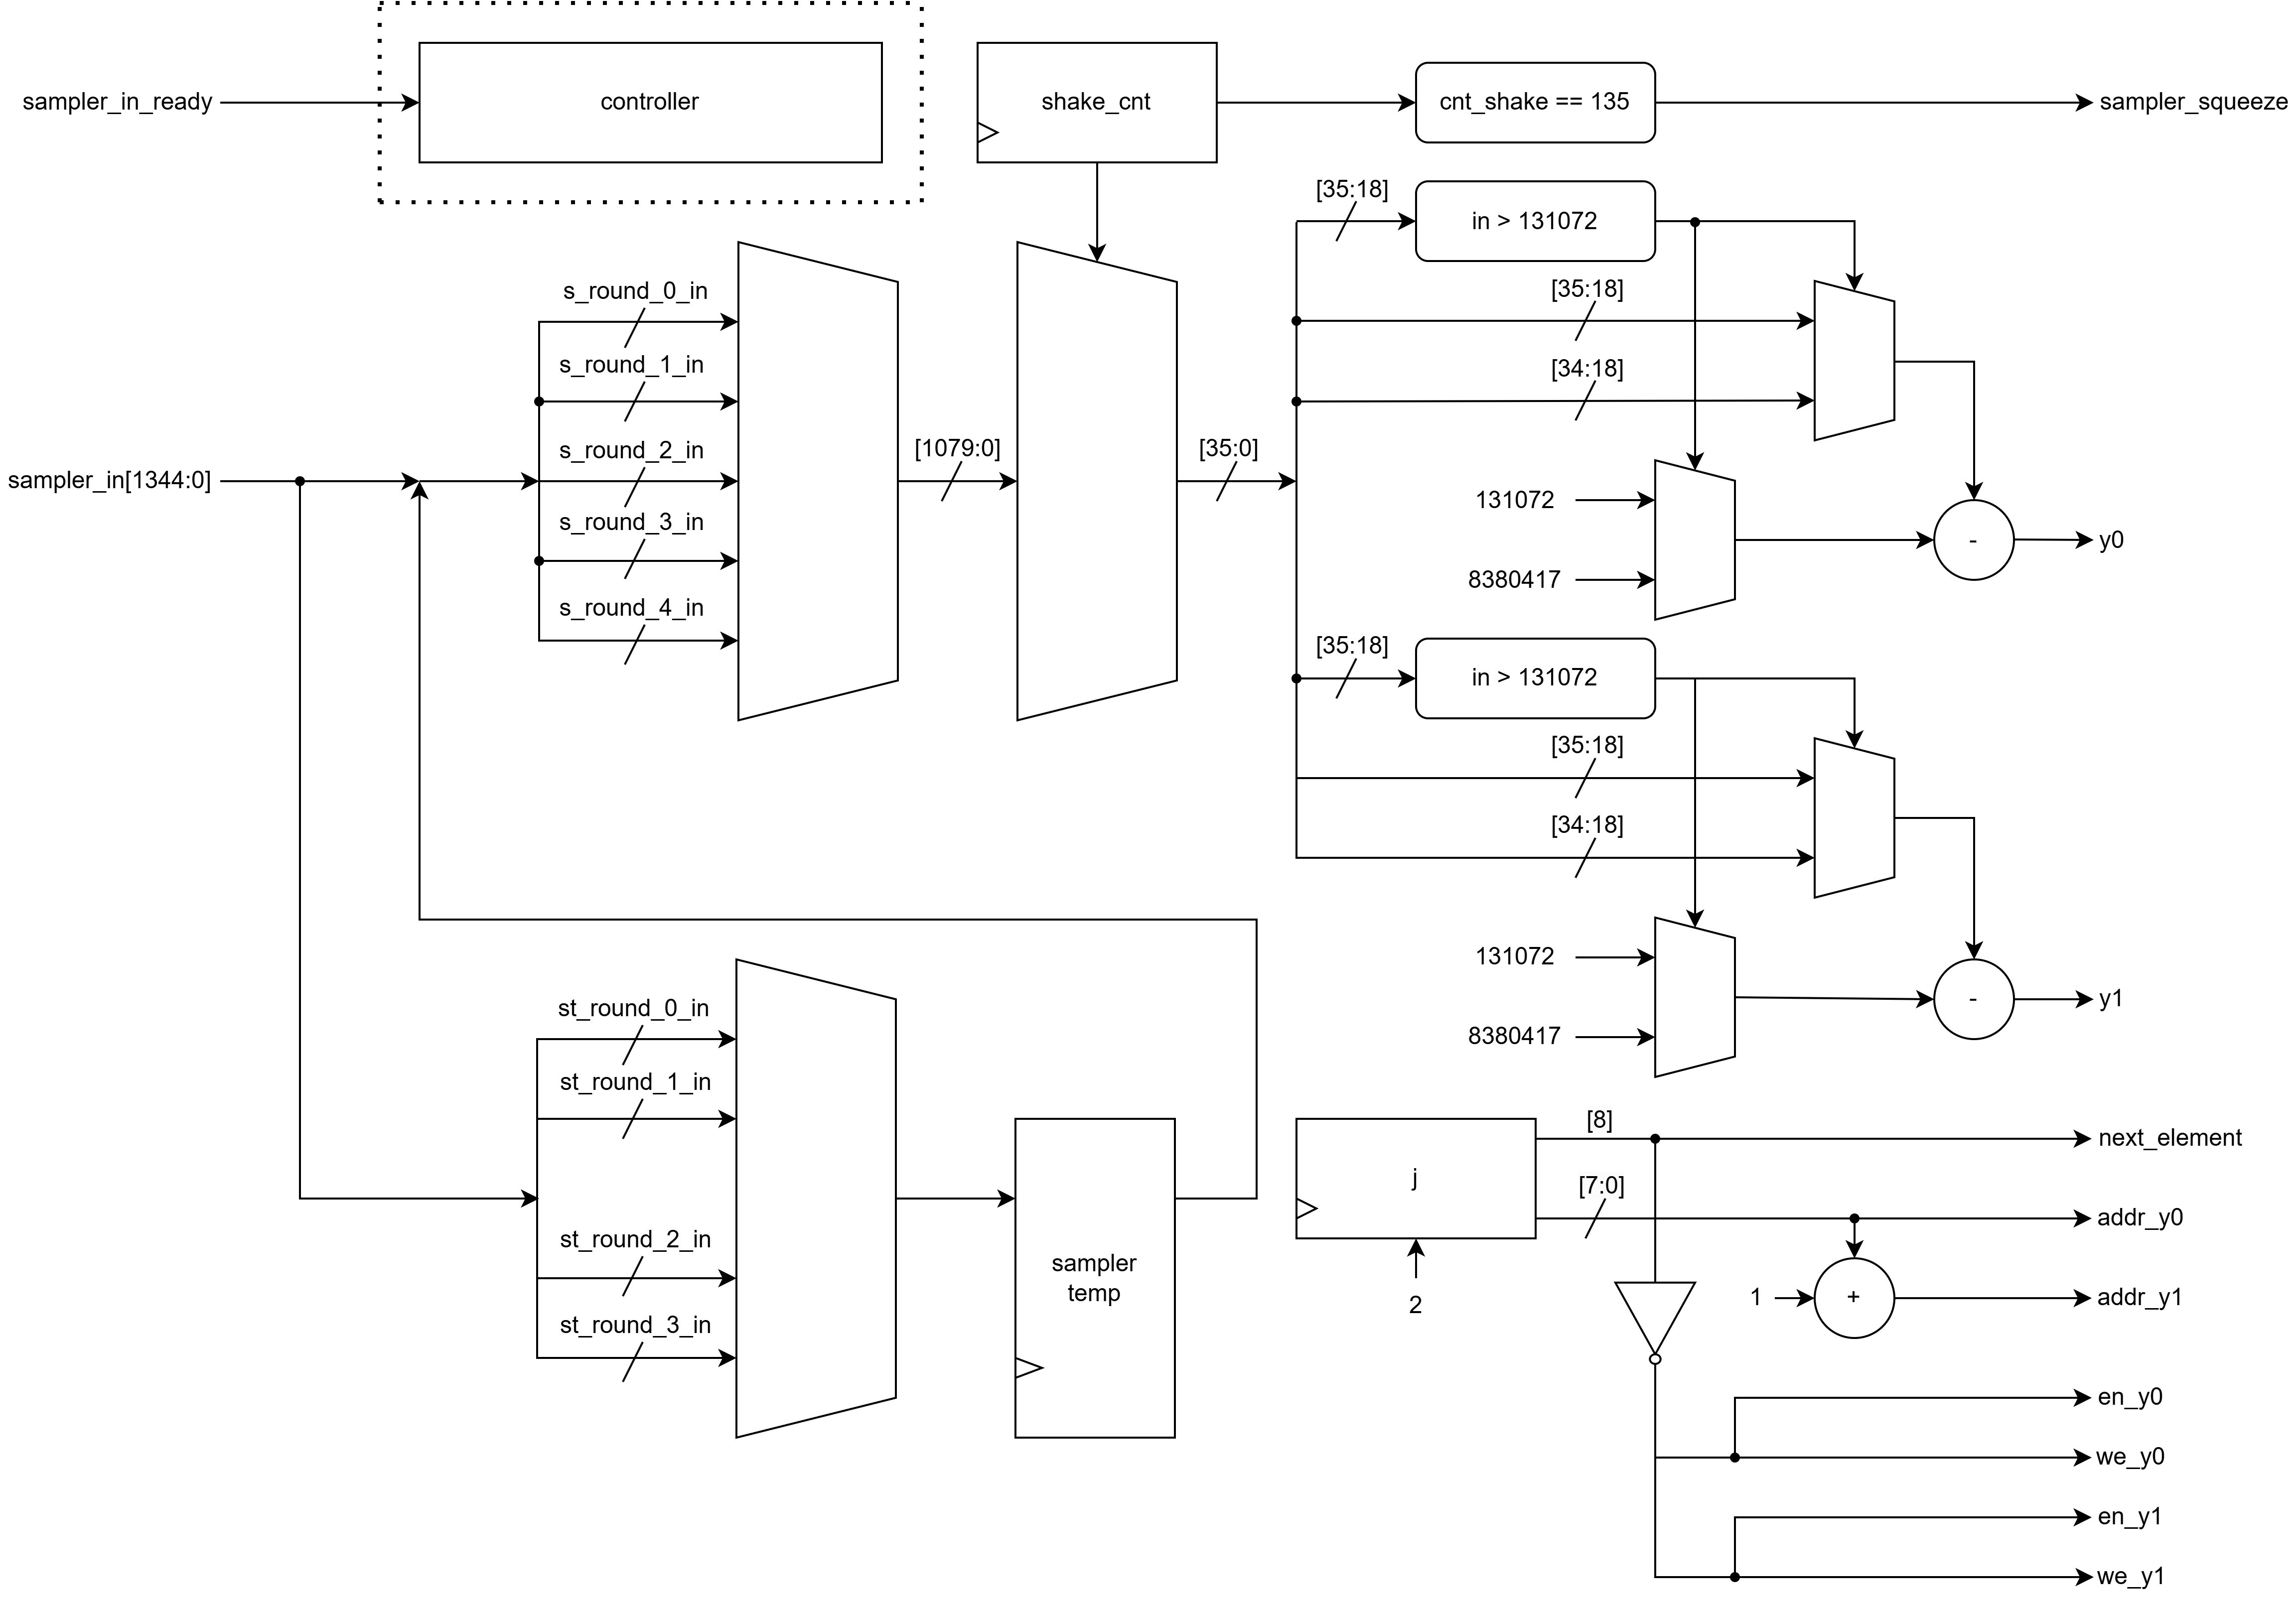 sampler_in_ready
controller
shake_cnt
cnt_shake == 135
sampler_squeeze
[35:18]
in > 131072
s_round_0_in
[35:18]
s_round_1_in
[34:18]
sampler_in[1344:0]
s_round_2_in
[1079:0]
[35:0]
131072
s_round_3_in
-
y0
8380417
s_round_4_in
[35:18]
in > 131072
[35:18]
[34:18]
131072
st_round_0_in
-
y1
8380417
st_round_1_in
[8]
next_element
j
[7:0]
addr_y0
st_round_2_in
sampler
temp
2
1
+
addr_y1
st_round_3_in
en_y0
we_y0
en_y1
we_y1